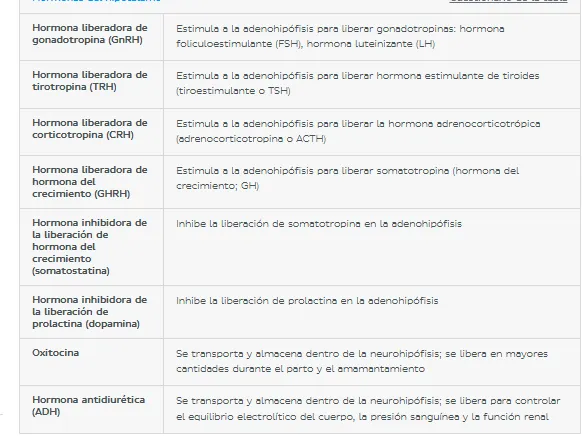 Hormona liberadora de
gonadotropina (GnRH)
Estimula a la adenohipófisis para liberar gonadotropinas: hormona
foliculoestimulante (FSH), hormona luteinizante (LH)
Hormona liberadora de
tirotropina (TRH)
Estimula a la adenohipófisis para liberar hormona estimulante de tiroides
(tiroestimulante o TSH)
Hormona liberadora de
corticotropina (CRH)
Estimula a la adenohipófisis para liberar la hormona adrenocorticotrópica
(adrenocorticotropina o ACTH)
Hormona liberadora de
hormona del
crecimiento (GHRH)
Estimula a la adenohipófisis para liberar somatotropina (hormona del
crecimiento; GH)
Hormona inhibidora de
la liberación de
hormona del
crecimiento
(somatostatina)
Inhibe la liberación de somatotropina en la adenohipófisis
Hormona inhibidora de
la liberación de
prolactina (dopamina)
Inhibe la liberación de prolactina en la adenohipófisis
Oxitocina
Se transporta y almacena dentro de la neurohipófisis; se libera en mayores
cantidades durante el parto y el amamantamiento
Hormona antidiurética
(ADH)
Se transporta y almacena dentro de la neurohipófisis; se libera para controlar
el equilibrio electrolítico del cuerpo, la presión sanguínea y la función renal